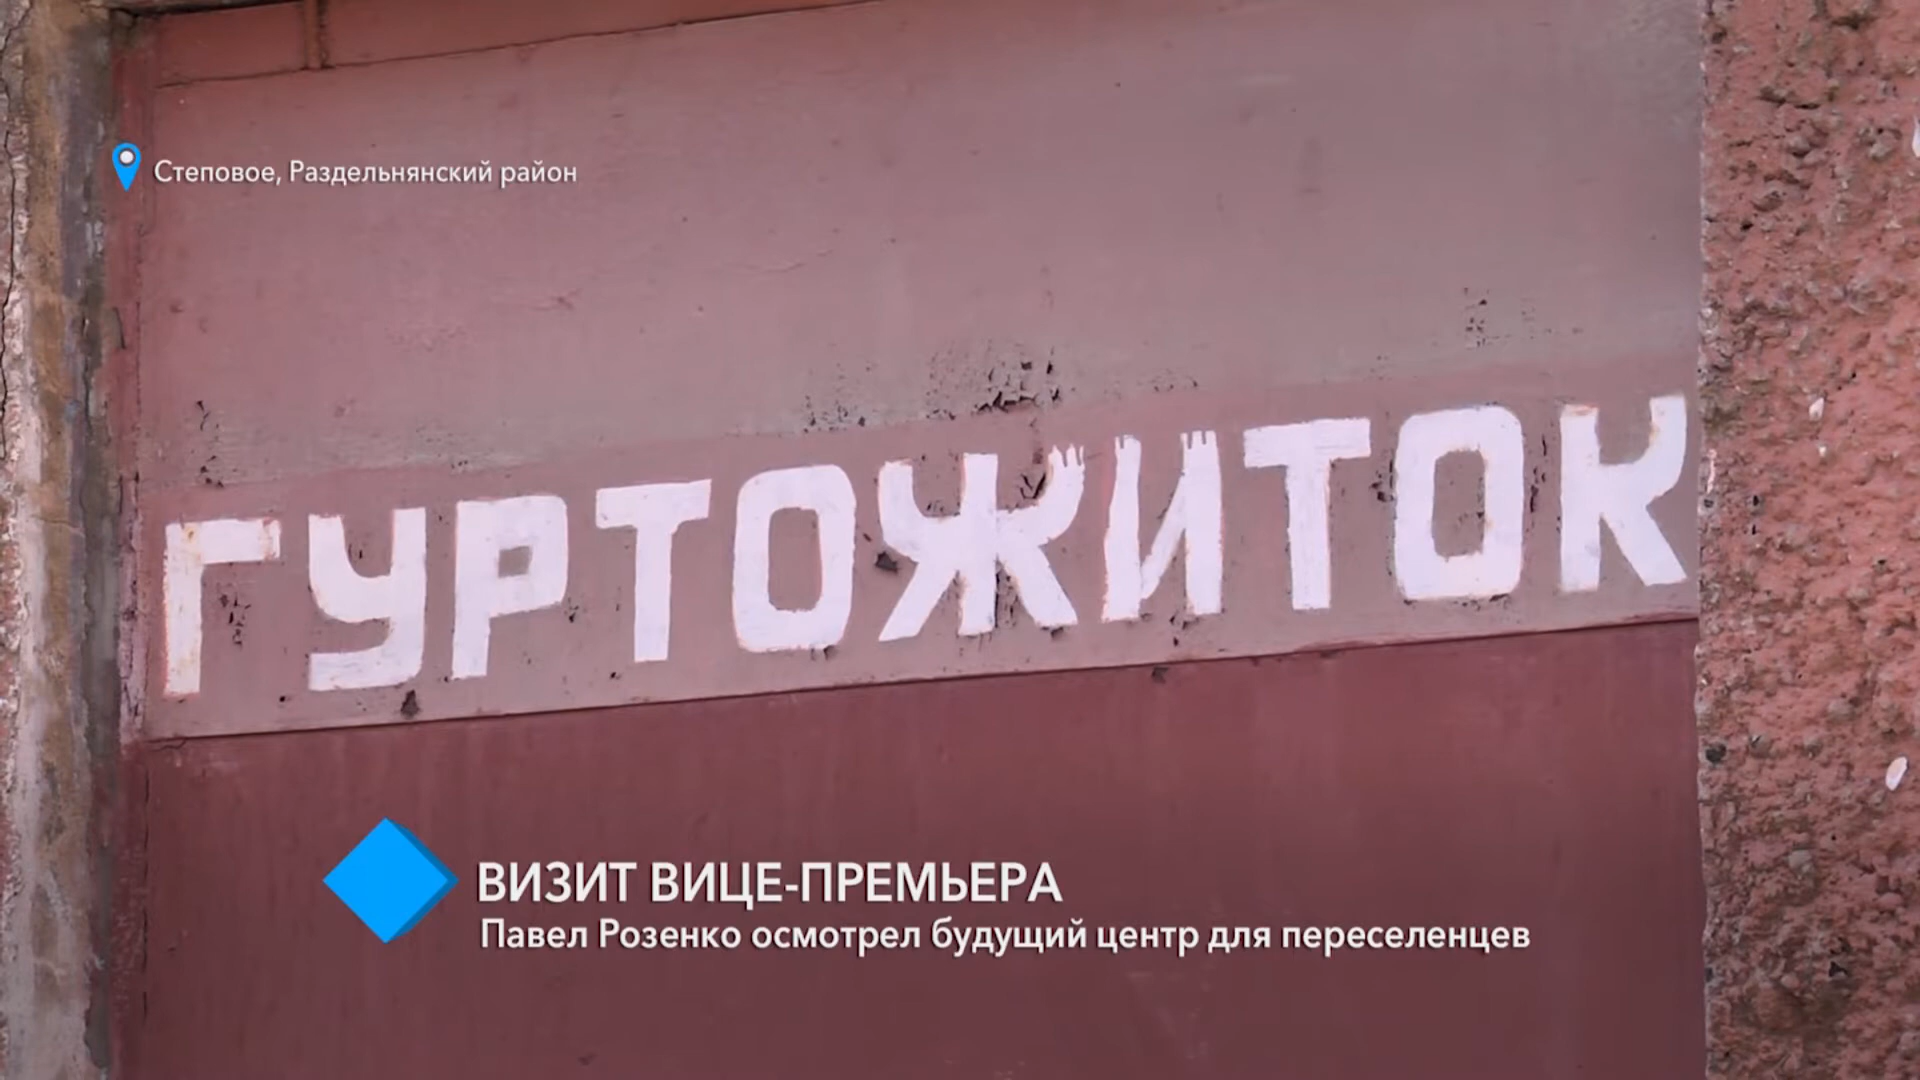 Степовое, Раздельнянский район
ГУРТОЖИТОК
ВИЗИТ ВИЦЕ-ПРЕМЬЕРА
Павел Розенко осмотрел будущий центр для переселенцев